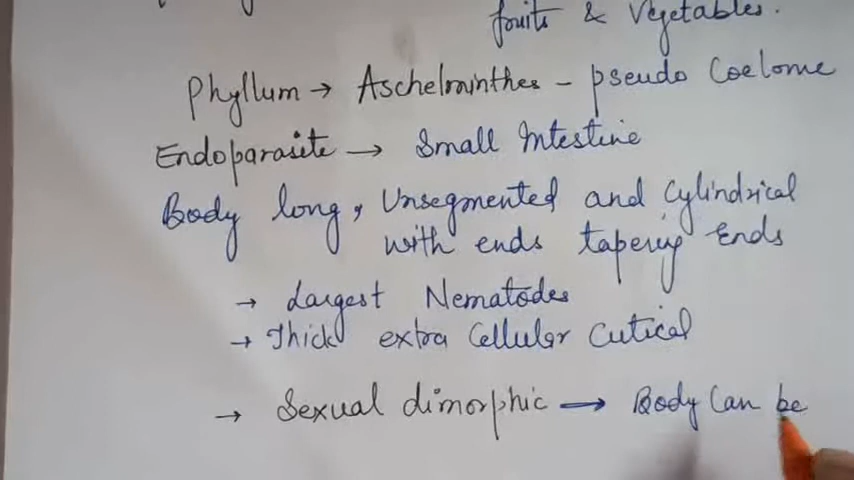 fruits & Vegetables.
Phyllum → Aschelminthes - pseudo Coelome
Endoparasite → Small Intestine
Body long, Unsegmented and Cylindrical
with ends tapering Ends
→ Largest Nematodes
→ Thick extra Cellular Cutical
→ Sexual dimorphic → Body Can be